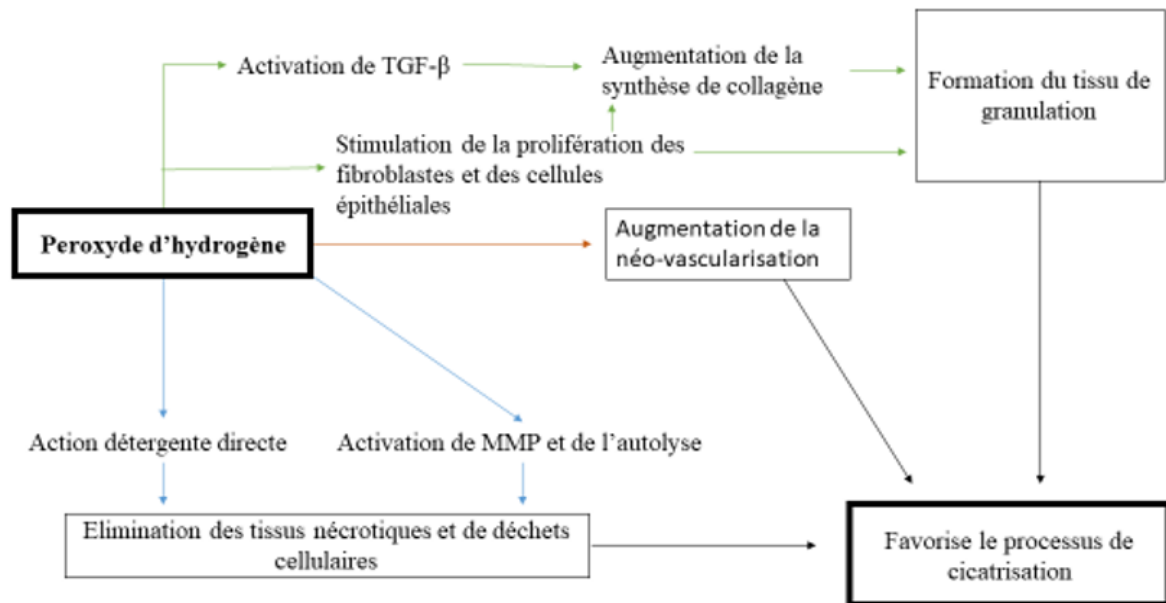 Activation de TGF-β
Augmentation de la
synthèse de collagène
Formation du tissu de
granulation
Stimulation de la prolifération des
fibroblastes et des cellules
épithéliales
Peroxyde d’hydrogène
Augmentation de la
néo-vascularisation
Action détergente directe
Activation de MMP et de l’autolyse
Elimination des tissus nécrotiques et de déchets
cellulaires
Favorise le processus de
cicatrisation